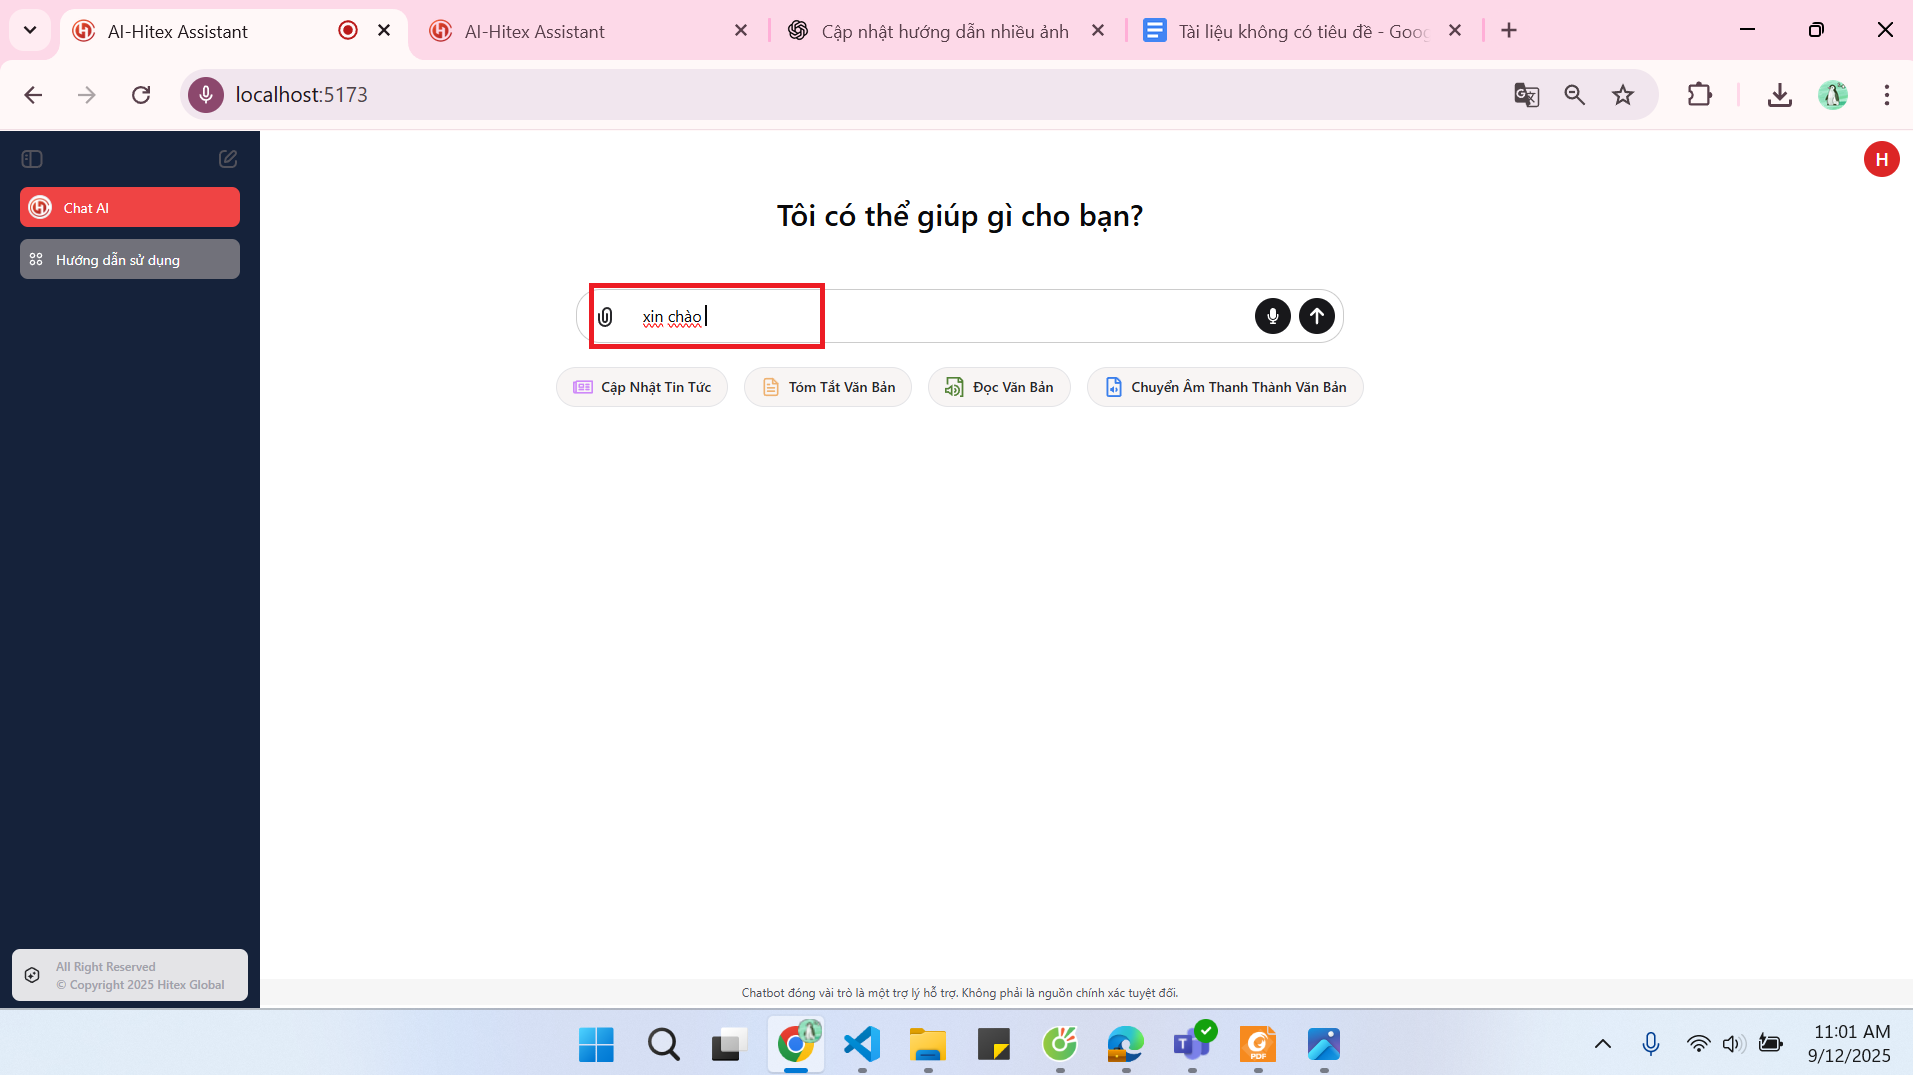 AI-Hitex Assistant
AI-Hitex Assistant
Cập nhật hướng dẫn nhiều ảnh
Tài liệu không có tiêu đề - Goog
localhost:5173
H
Chat AI
Hướng dẫn sử dụng
Tôi có thể giúp gì cho bạn?
xin chào
Cập Nhật Tin Tức
Tóm Tắt Văn Bản
Đọc Văn Bản
Chuyển Âm Thanh Thành Văn Bản
All Right Reserved
© Copyright 2025 Hitex Global
Chatbot đóng vài trò là một trợ lý hỗ trợ. Không phải là nguồn chính xác tuyệt đối.
PDF
11:01 AM
9/12/2025